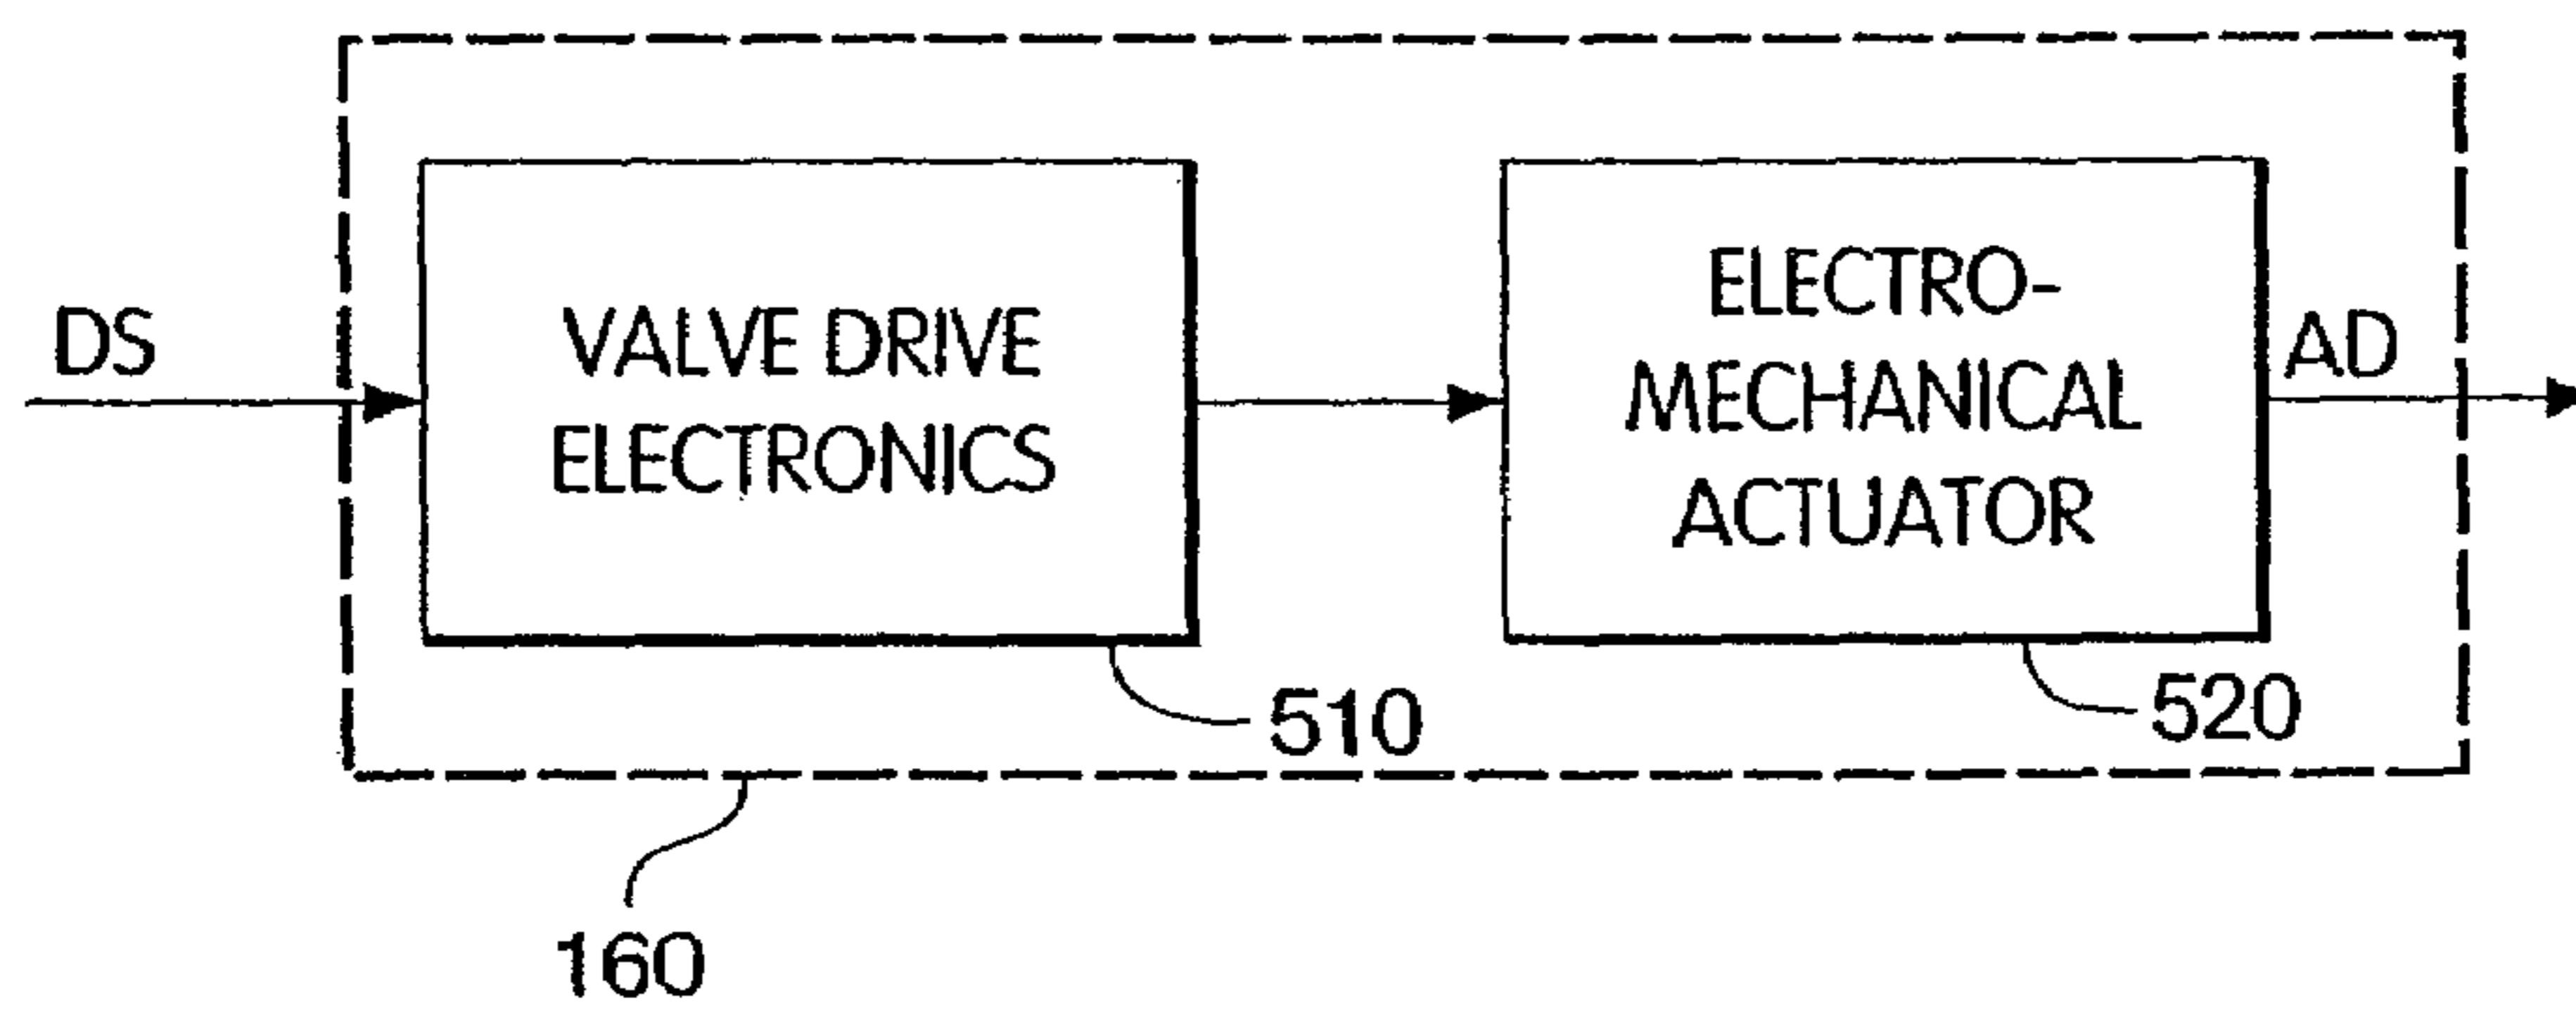 DS
VALVE DRIVE
ELECTRONICS
ELECTRO-
MECHANICAL
ACTUATOR
AD
510
520
160